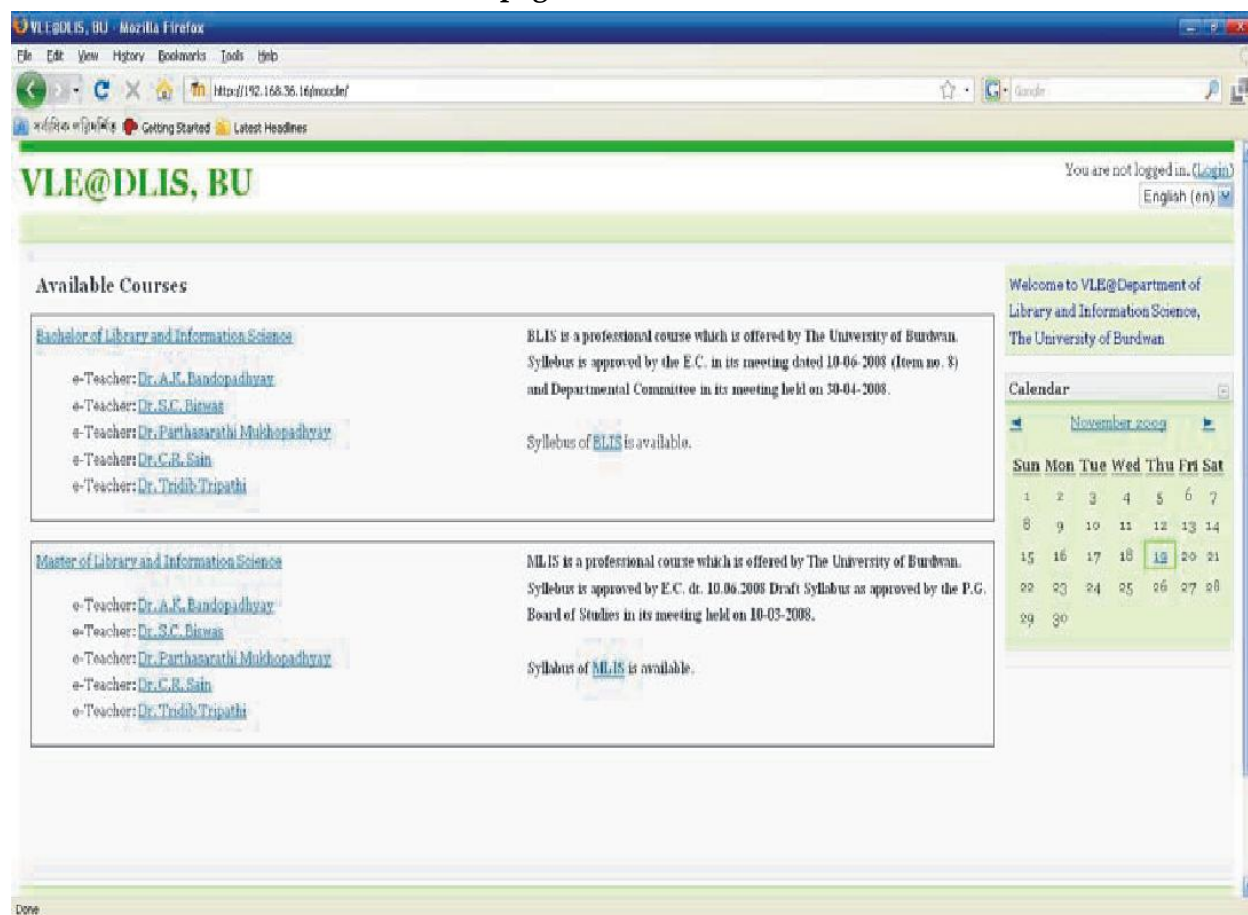 VLE@DLIS, BU - Mozilla Firefox
File Edit View History Bookmarks Tools Help
http://192.168.36.16/moodle/
Google
Getting Started Latest Headlines
VLE@DLIS, BU
You are not logged in. (Login)
English (en)
Available Courses
Bachelor of Library and Information Science
e-Teacher: Dr. A.K. Bandopadhyay
e-Teacher: Dr. S.C. Biswas
e-Teacher: Dr. Parthasarathi Mukhopadhyay
e-Teacher: Dr. C.R. Sain
e-Teacher: Dr. Tridib Tripathi
BLIS is a professional course which is offered by The University of Burdwan.
Syllebus is approved by the E.C. in its meeting dated 10-06-2008 (Item no. 8)
and Departmental Committee in its meeting held on 30-04-2008.
Syllebus of BLIS is available.
Master of Library and Information Science
e-Teacher: Dr. A.K. Bandopadhyay
e-Teacher: Dr. S.C. Biswas
e-Teacher: Dr. Parthasarathi Mukhopadhyay
e-Teacher: Dr. C.R. Sain
e-Teacher: Dr. Tridib Tripathi
MLIS is a professional course which is offered by The University of Burdwan.
Syllebus is approved by E.C. dt. 10.06.2008 Draft Syllabus as approved by the P.G.
Board of Studies in its meeting held on 10-03-2008.
Syllabus of MLIS is available.
Welcome to VLE@Department of
Library and Information Science,
The University of Burdwan
Calendar
November 2009
Sun Mon Tue Wed Thu Fri Sat
1 2 3 4 5 6 7
8 9 10 11 12 13 14
15 16 17 18 19 20 21
22 23 24 25 26 27 28
29 30
Done